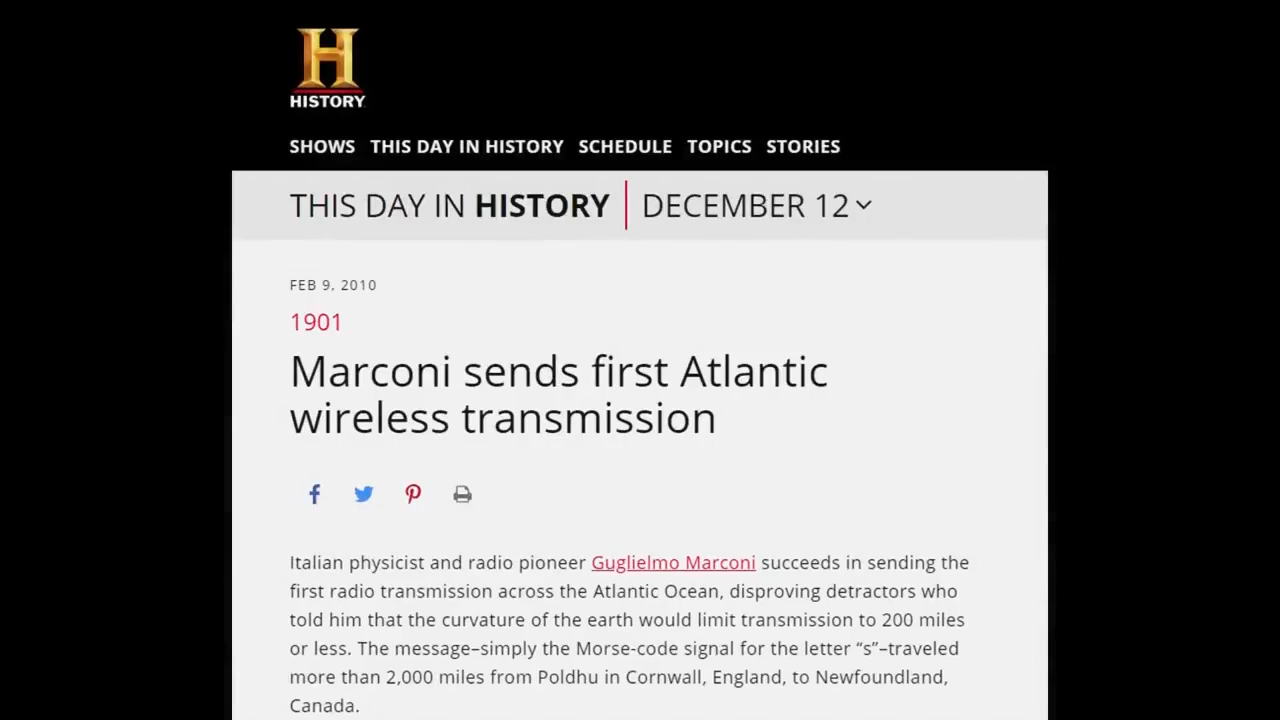 H
HISTORY
SHOWS THIS DAY IN HISTORY SCHEDULE TOPICS STORIES
THIS DAY IN HISTORY DECEMBER 12
FEB 9, 2010
1901
Marconi sends first Atlantic
wireless transmission
Italian physicist and radio pioneer Guglielmo Marconi succeeds in sending the
first radio transmission across the Atlantic Ocean, disproving detractors who
told him that the curvature of the earth would limit transmission to 200 miles
or less. The message–simply the Morse-code signal for the letter “s”–traveled
more than 2,000 miles from Poldhu in Cornwall, England, to Newfoundland,
Canada.